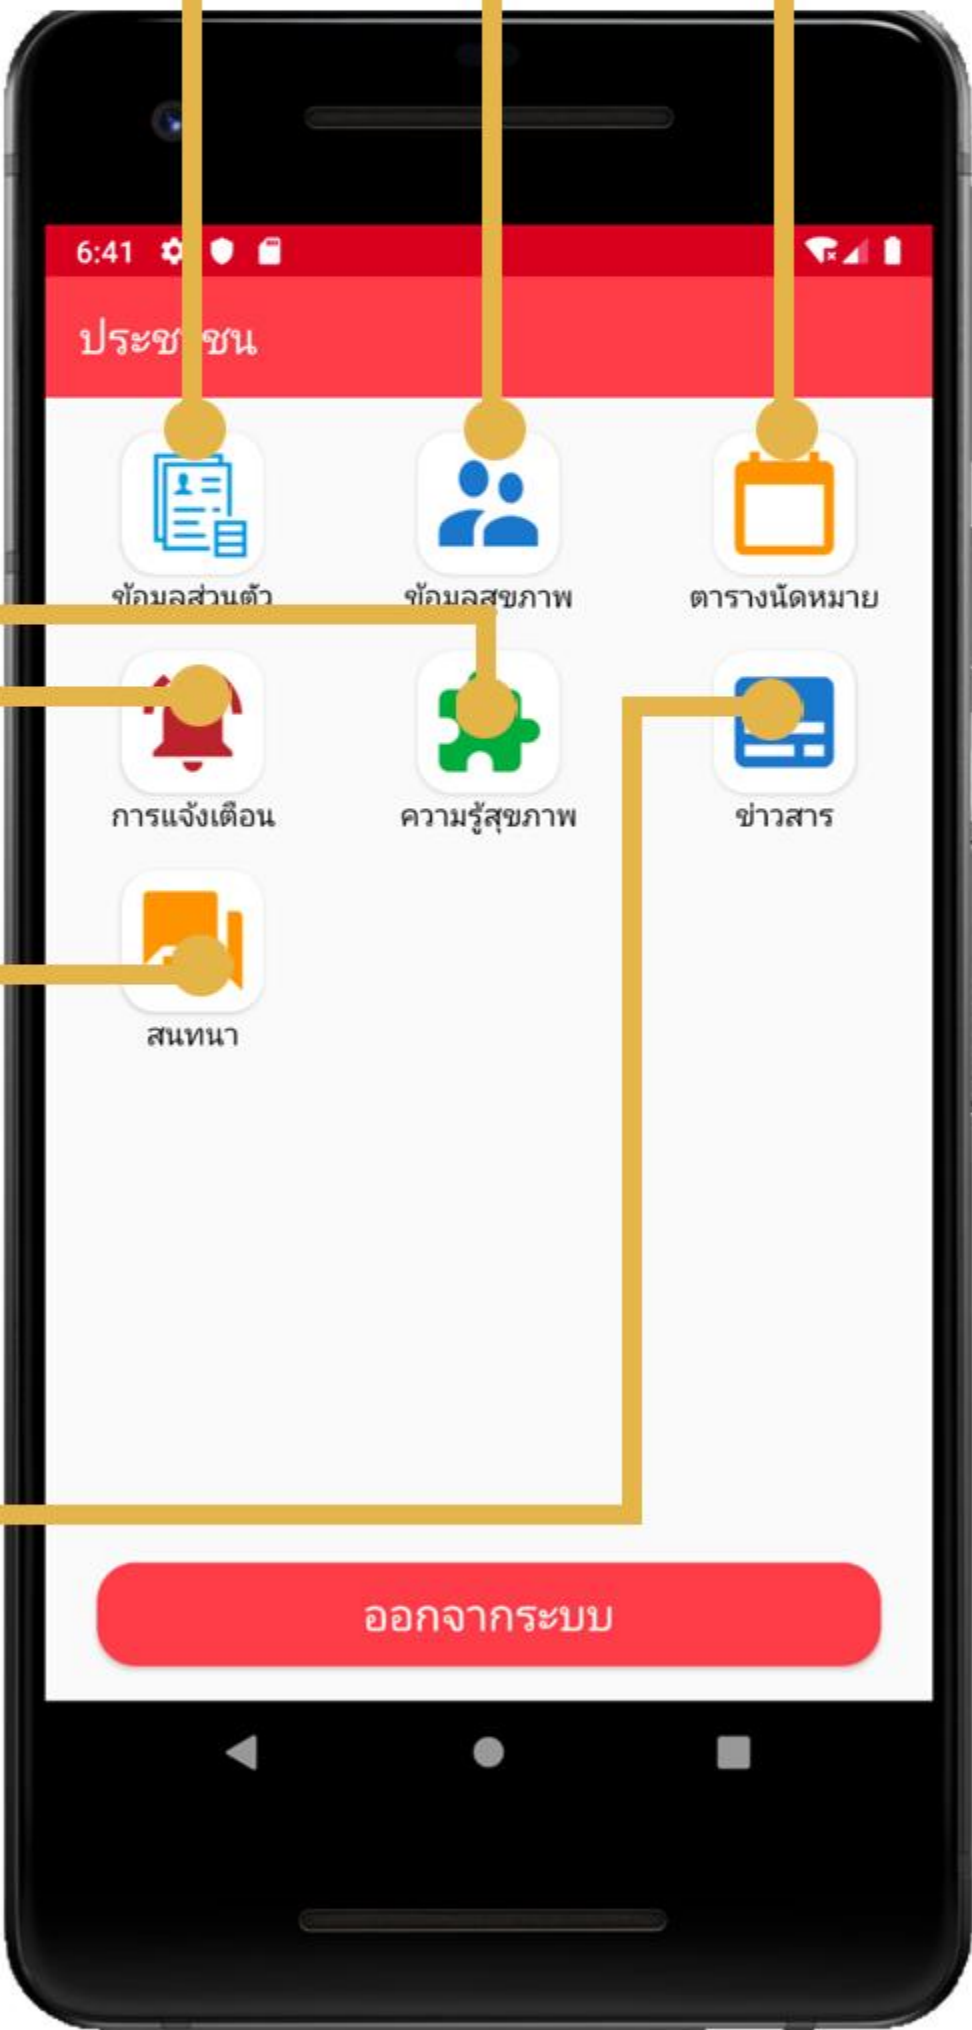 6:41
ประชาชน
ข้อมูลส่วนตัว ข้อมูลสุขภาพ ตารางนัดหมาย
การแจ้งเตือน ความรู้สุขภาพ ข่าวสาร
สนทนา
ออกจากระบบ